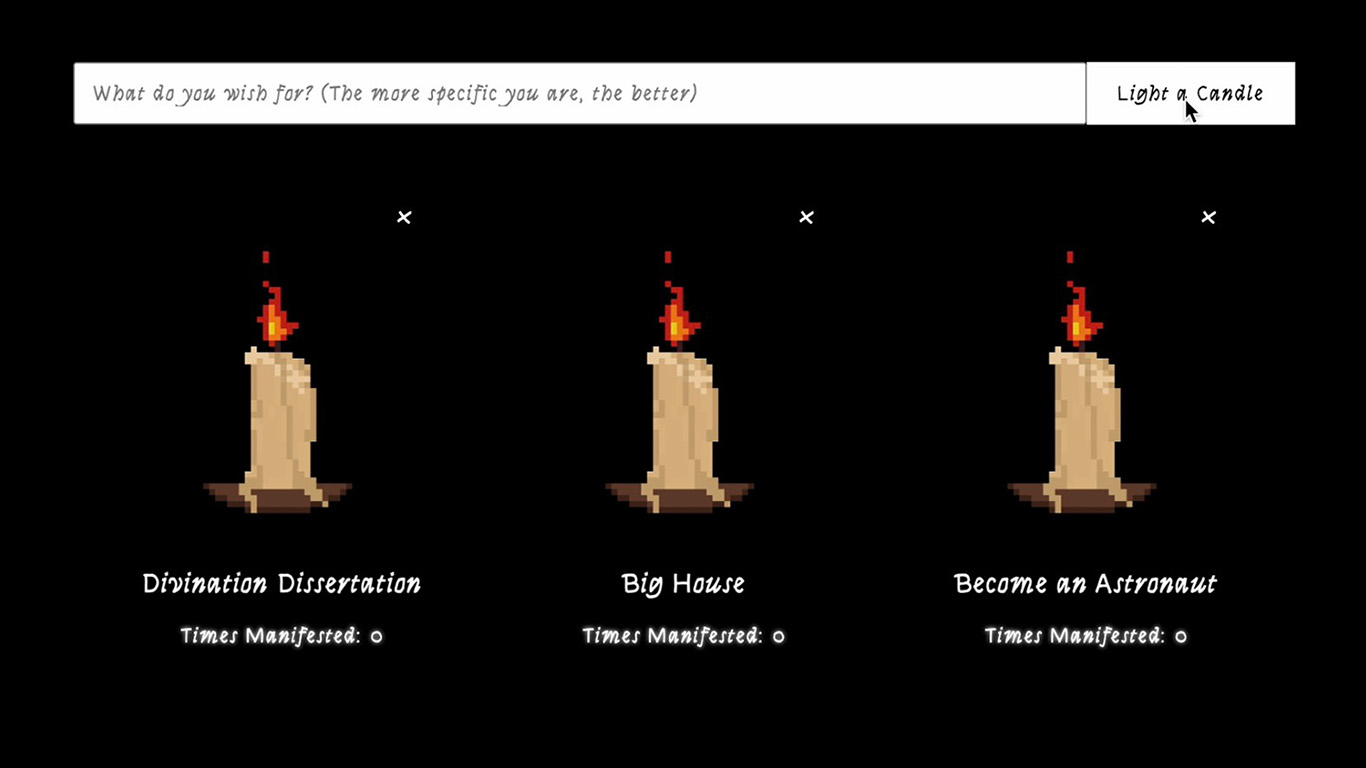 What do you wish for? (The more specific you are, the better)
Light a Candle
×
×
×
Divination Dissertation
Big House
Become an Astronaut
Times Manifested: 0
Times Manifested: 0
Times Manifested: 0